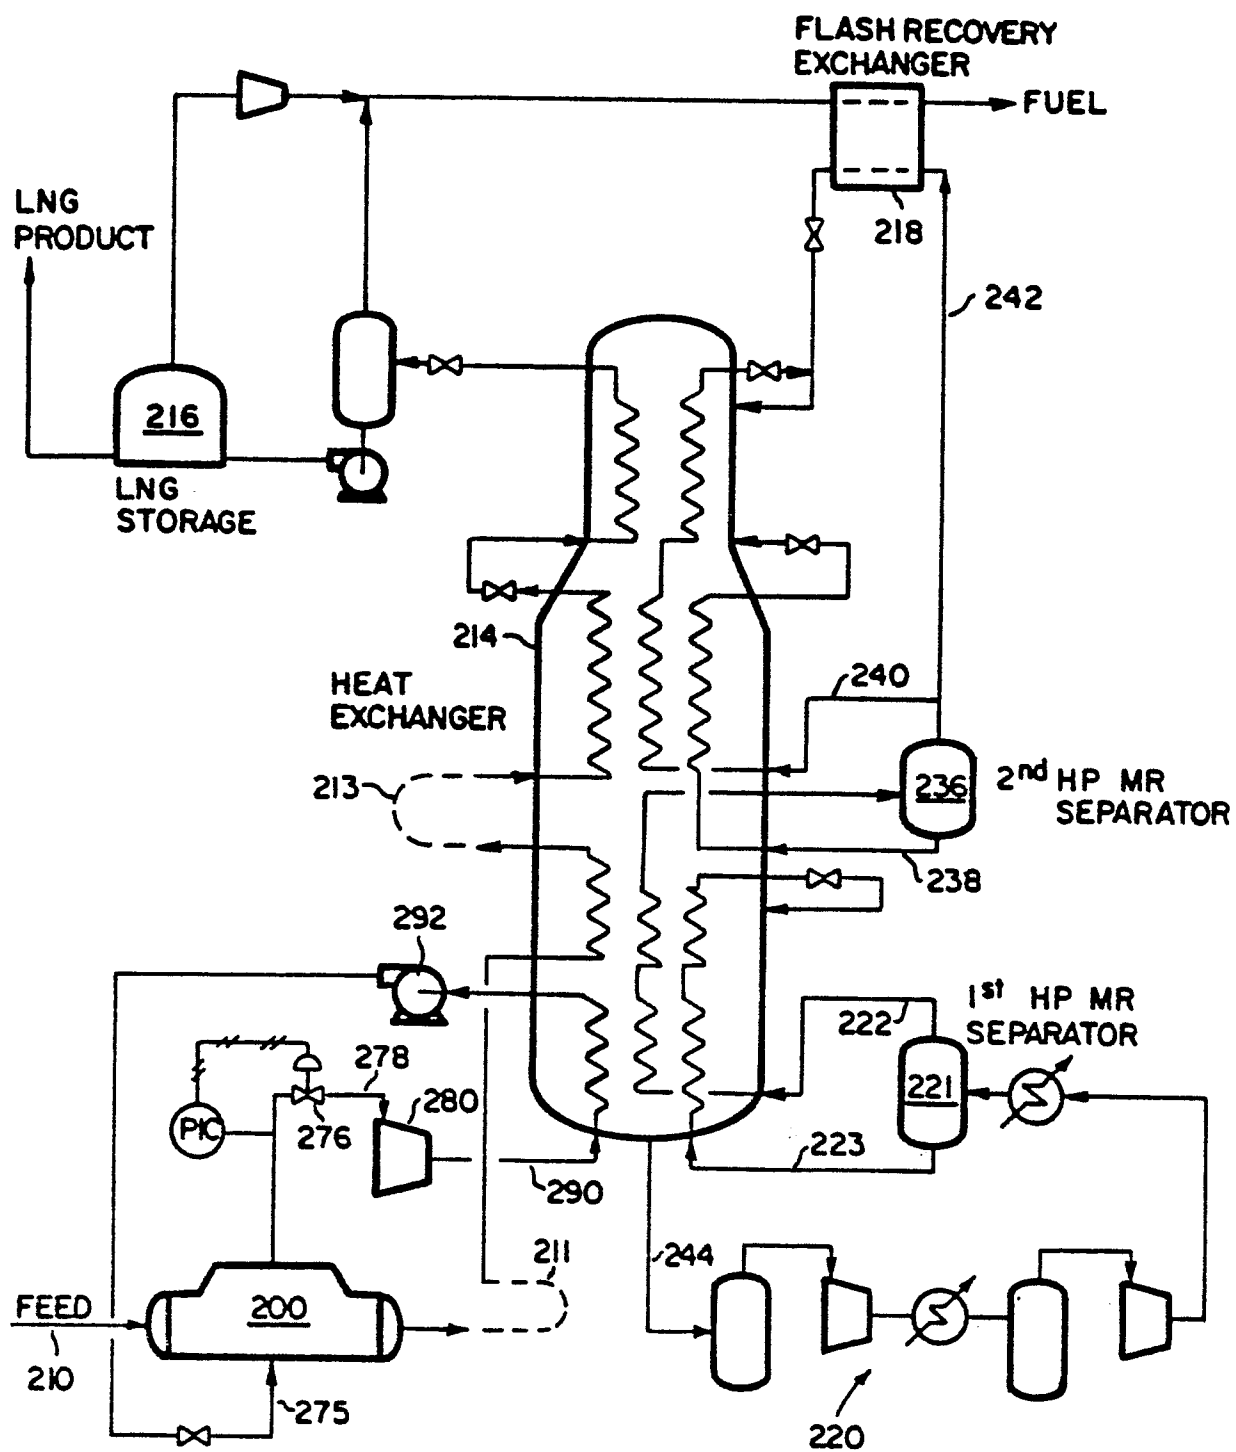 FLASH RECOVERY
EXCHANGER
FUEL
218
LNG
PRODUCT
242
216
LNG
STORAGE
214
240
HEAT
EXCHANGER
213
236
2nd HP MR
SEPARATOR
238
292
222
1st HP MR
SEPARATOR
278
221
280
PIC
276
223
290
211
244
FEED
200
210
275
220